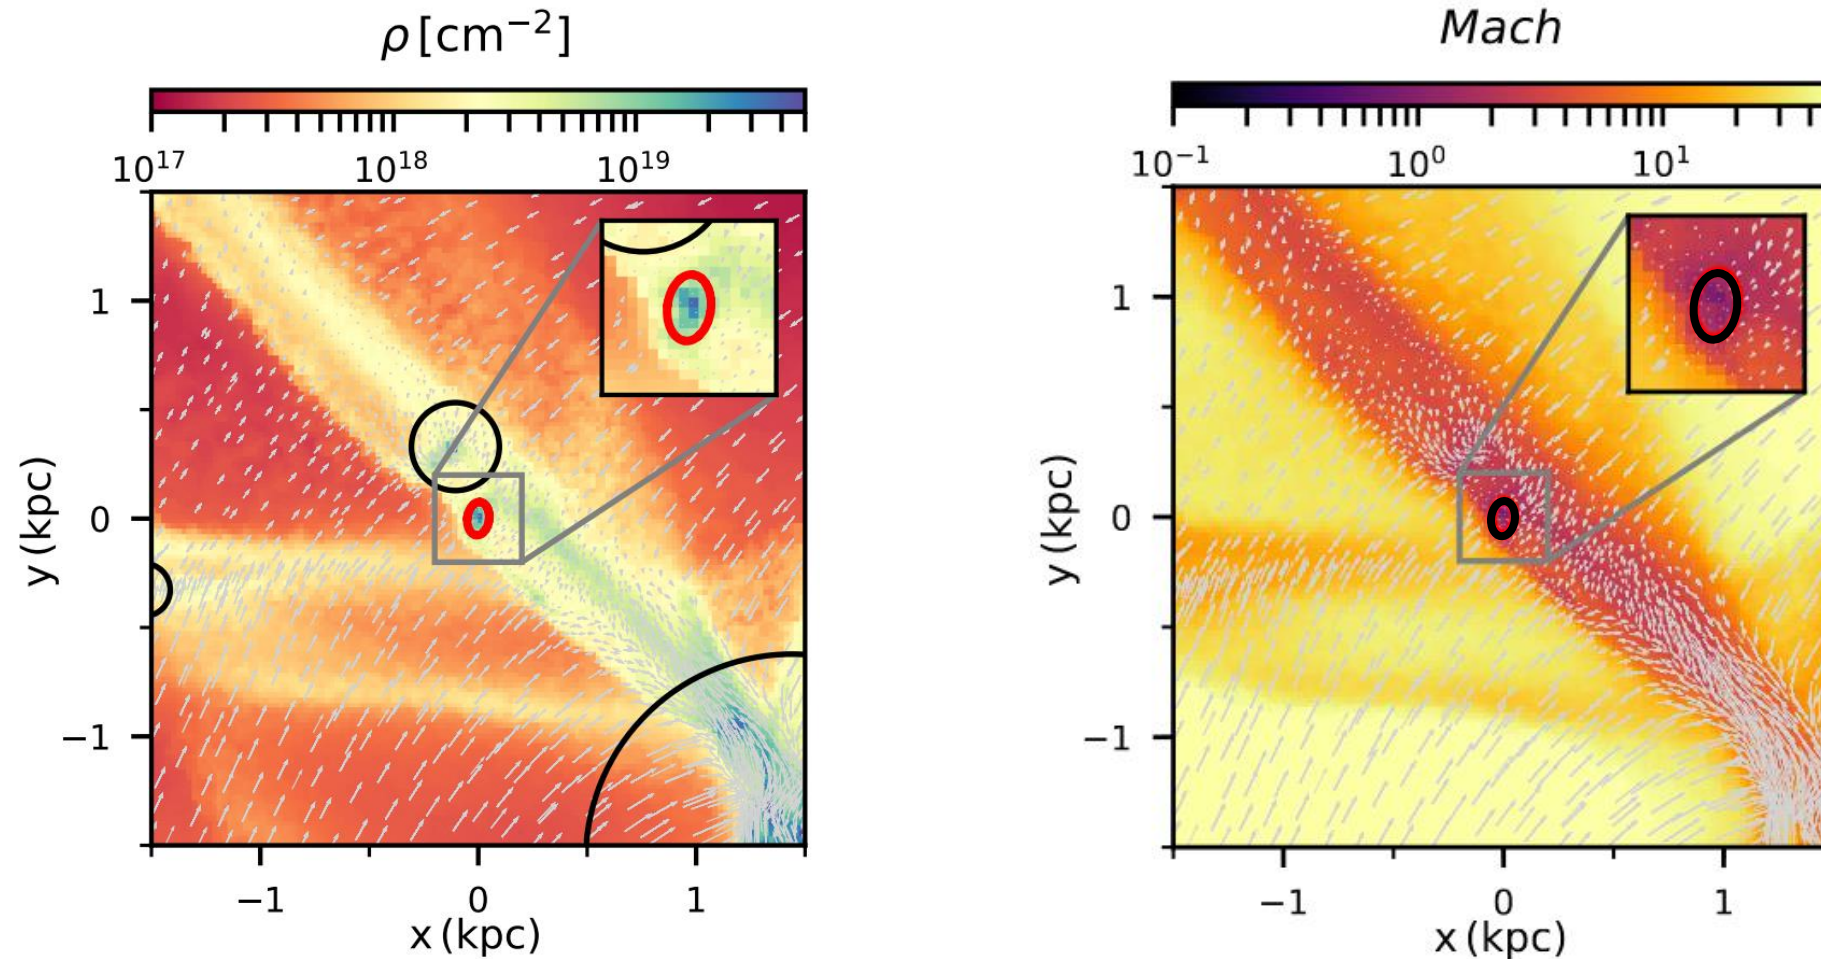 ρ [cm⁻²]
10¹⁷ 10¹⁸ 10¹⁹
1
0
−1
y (kpc)
−1 0 1
x (kpc)
Mach
10⁻¹ 10⁰ 10¹
1
0
−1
y (kpc)
−1 0 1
x (kpc)